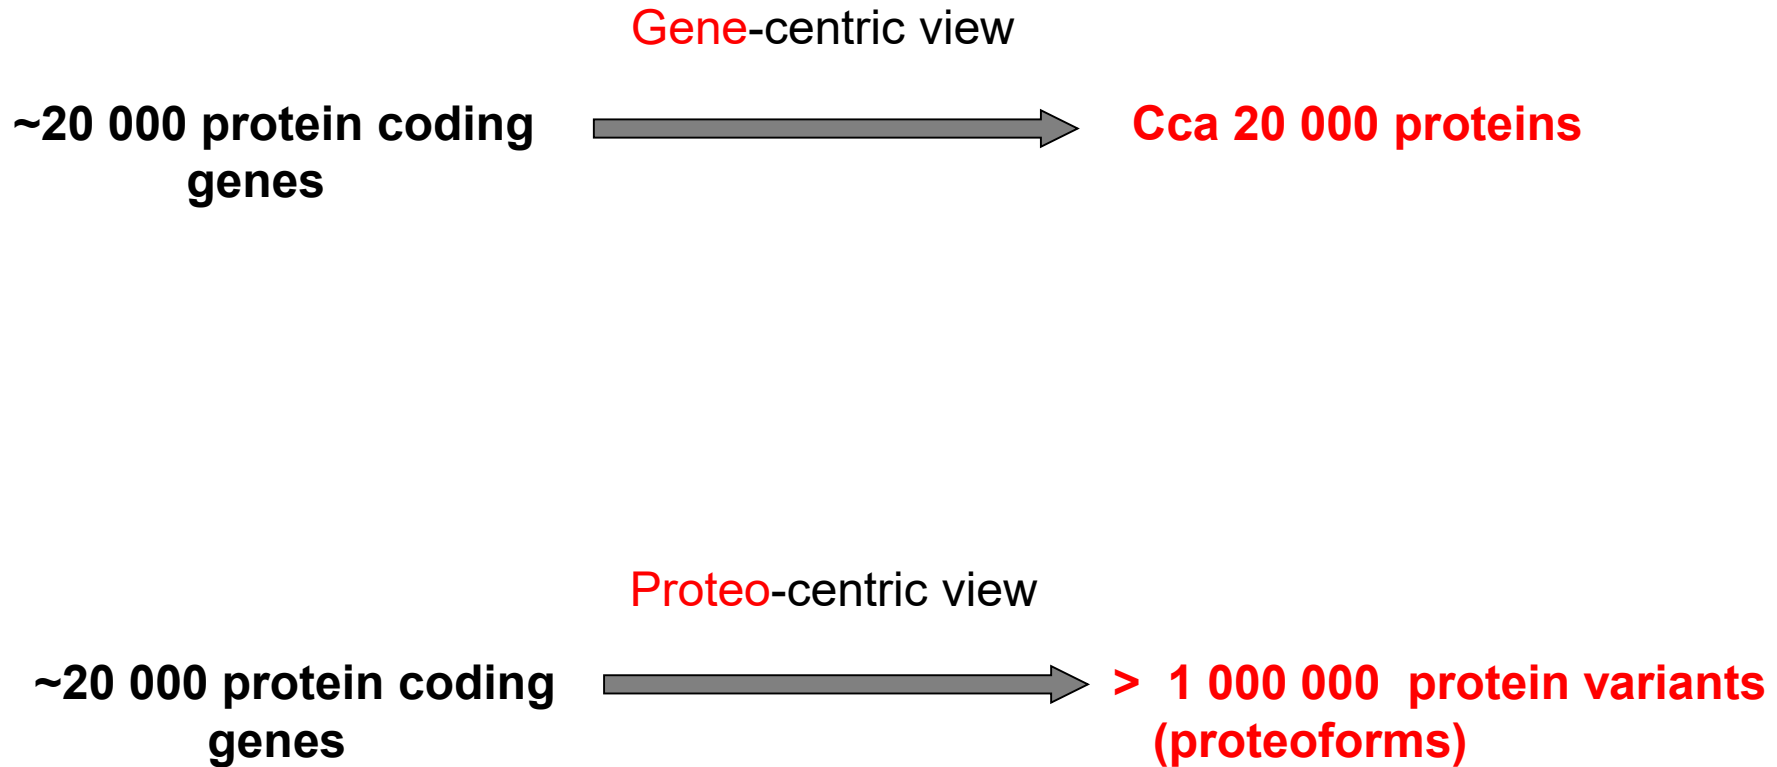 Gene-centric view
~20 000 protein coding
genes
Cca 20 000 proteins
Proteo-centric view
~20 000 protein coding
genes
> 1 000 000 protein variants
(proteoforms)